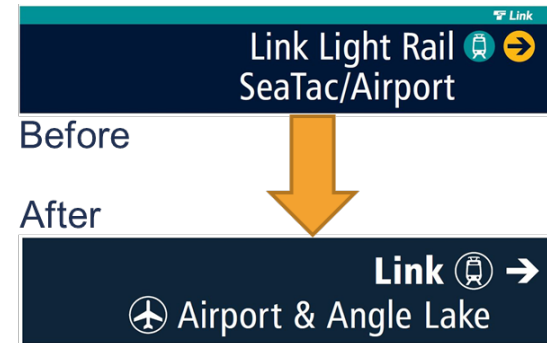 Link
Link Light Rail
SeaTac/Airport
Before
After
Link
Airport & Angle Lake